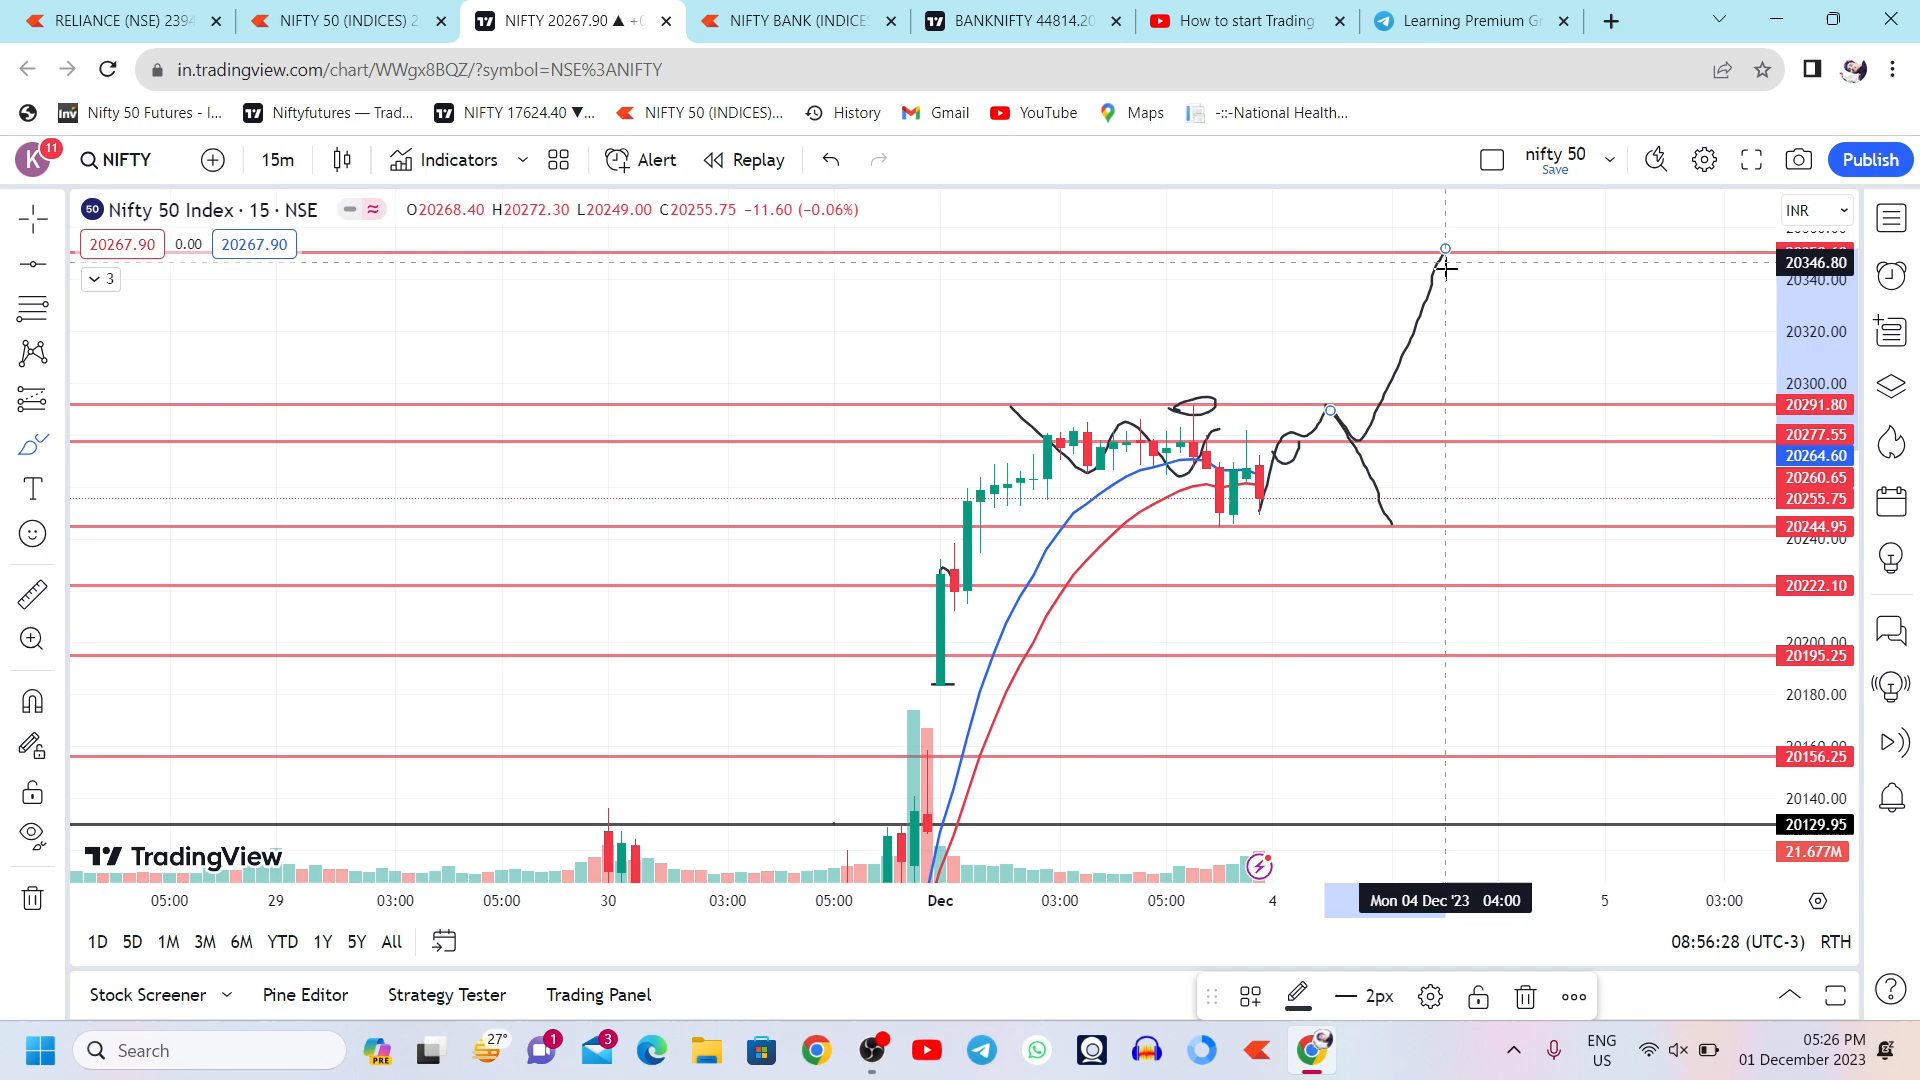 RELIANCE (NSE) 2394
NIFTY 50 (INDICES) 2
NIFTY 20267.90 ▲ +0
NIFTY BANK (INDICES
BANKNIFTY 44814.20
How to start Trading
Learning Premium Gr
in.tradingview.com/chart/WWgx8BQZ/?symbol=NSE%3ANIFTY
Nifty 50 Futures - I...
Niftyfutures — Trad...
NIFTY 17624.40 ▼...
NIFTY 50 (INDICES)...
History
Gmail
YouTube
Maps
-::-National Health...
K 11
NIFTY
15m
Indicators
Alert
Replay
nifty 50
Save
Publish
50 Nifty 50 Index · 15 · NSE
O20268.40 H20272.30 L20249.00 C20255.75 −11.60 (−0.06%)
INR
20267.90 0.00 20267.90
3
20346.80
20340.00
20320.00
20300.00
20291.80
20277.55
20264.60
20260.65
20255.75
20244.95
20240.00
20222.10
20200.00
20195.25
20180.00
20156.25
20140.00
20129.95
21.677M
TradingView
05:00 29 03:00 05:00 30 03:00 05:00 Dec 03:00 05:00 4 Mon 04 Dec '23 04:00 5 03:00
1D 5D 1M 3M 6M YTD 1Y 5Y All
08:56:28 (UTC-3) RTH
Stock Screener Pine Editor Strategy Tester Trading Panel
2px
Search
PRE
27°
1
3
ENG
US
05:26 PM
01 December 2023